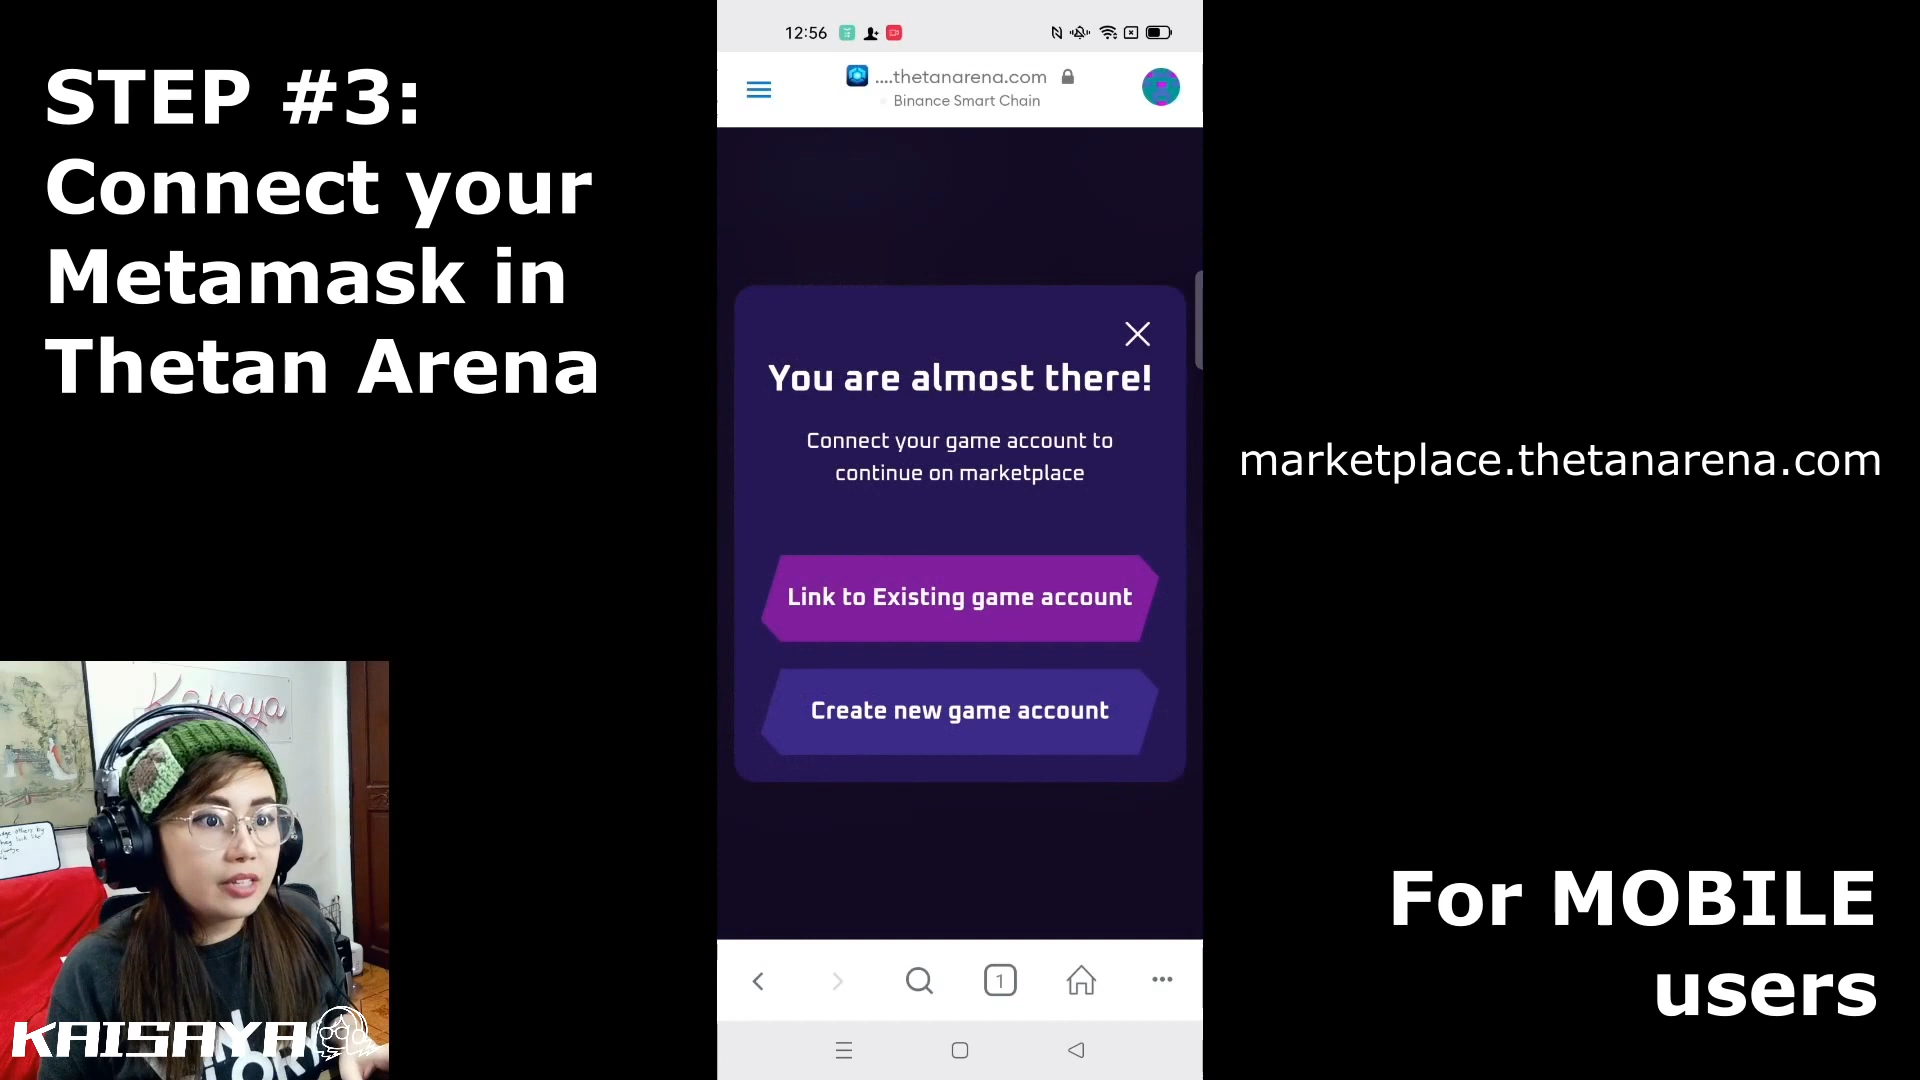 STEP #3:
Connect your
Metamask in
Thetan Arena
12:56
....thetanarena.com
Binance Smart Chain
You are almost there!
Connect your game account to
continue on marketplace
Link to Existing game account
Create new game account
1
marketplace.thetanarena.com
For MOBILE
users
Kaisaya
KAISAYA